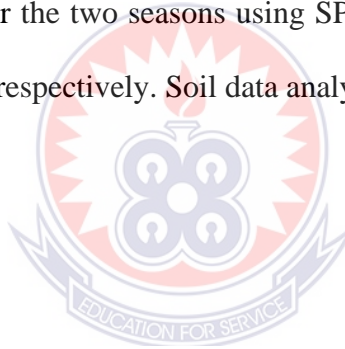 r the two seasons using SP
respectively. Soil data analy
EDUCATION FOR SERVICE